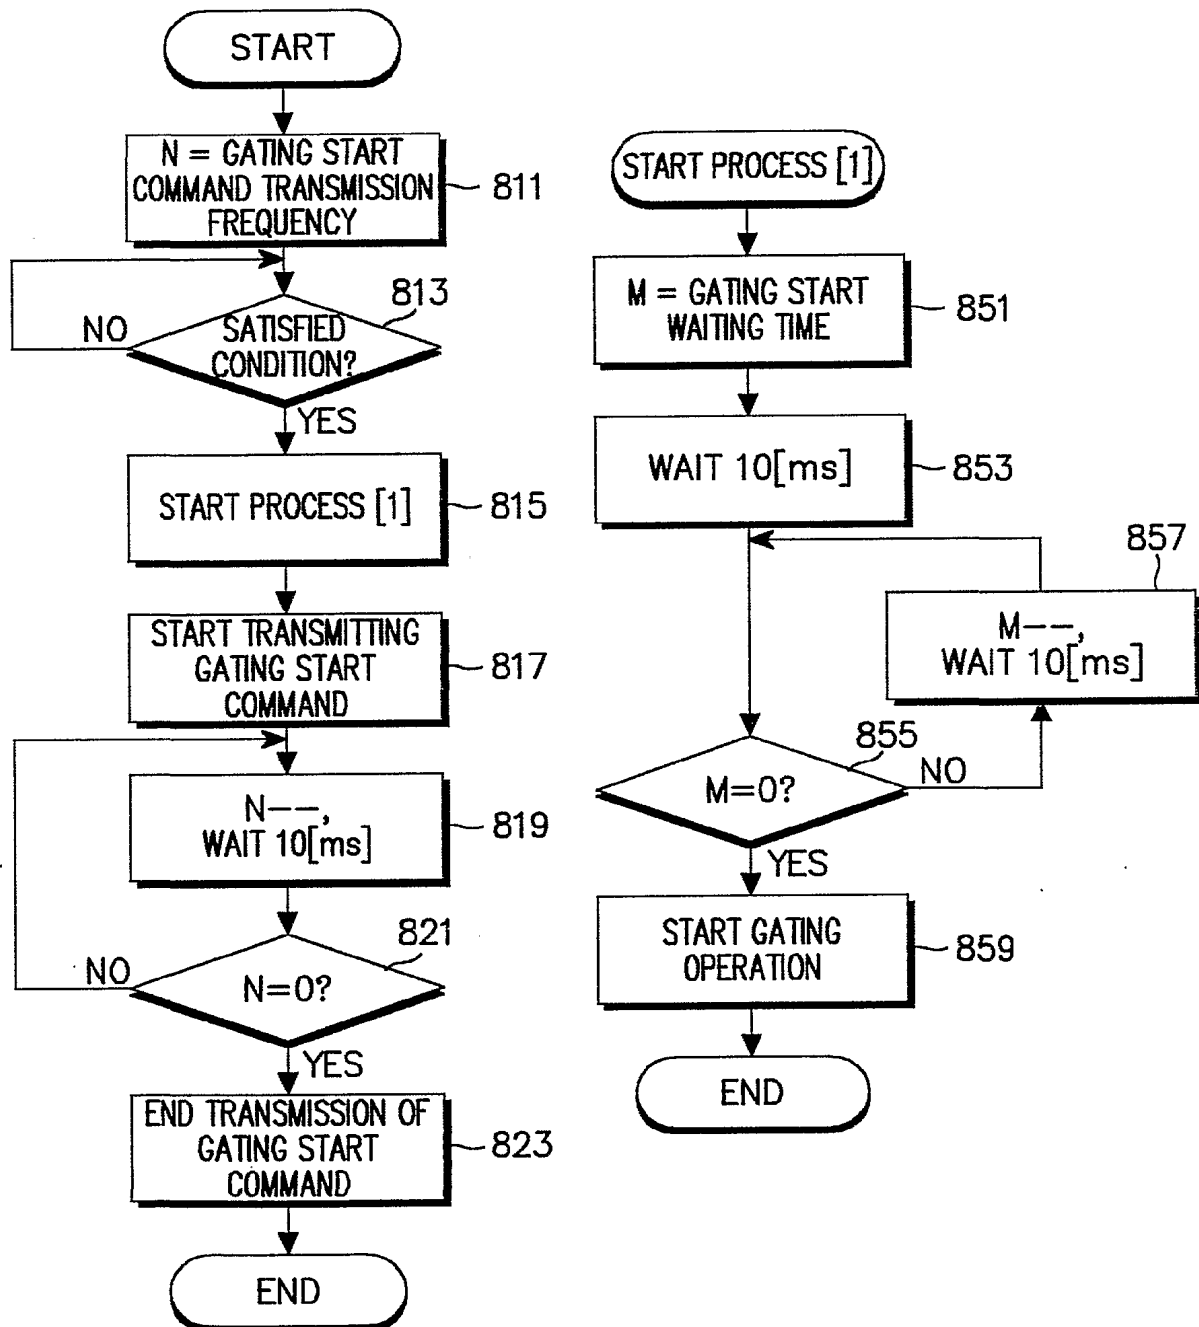 START
N = GATING START
COMMAND TRANSMISSION
FREQUENCY
811
813
NO
SATISFIED
CONDITION?
YES
START PROCESS [1]
815
START TRANSMITTING
GATING START
COMMAND
817
N−−,
WAIT 10[ms]
819
821
NO
N=0?
YES
END TRANSMISSION OF
GATING START
COMMAND
823
END
START PROCESS [1]
M = GATING START
WAITING TIME
851
WAIT 10[ms]
853
857
M−−,
WAIT 10[ms]
855
NO
M=0?
YES
START GATING
OPERATION
859
END